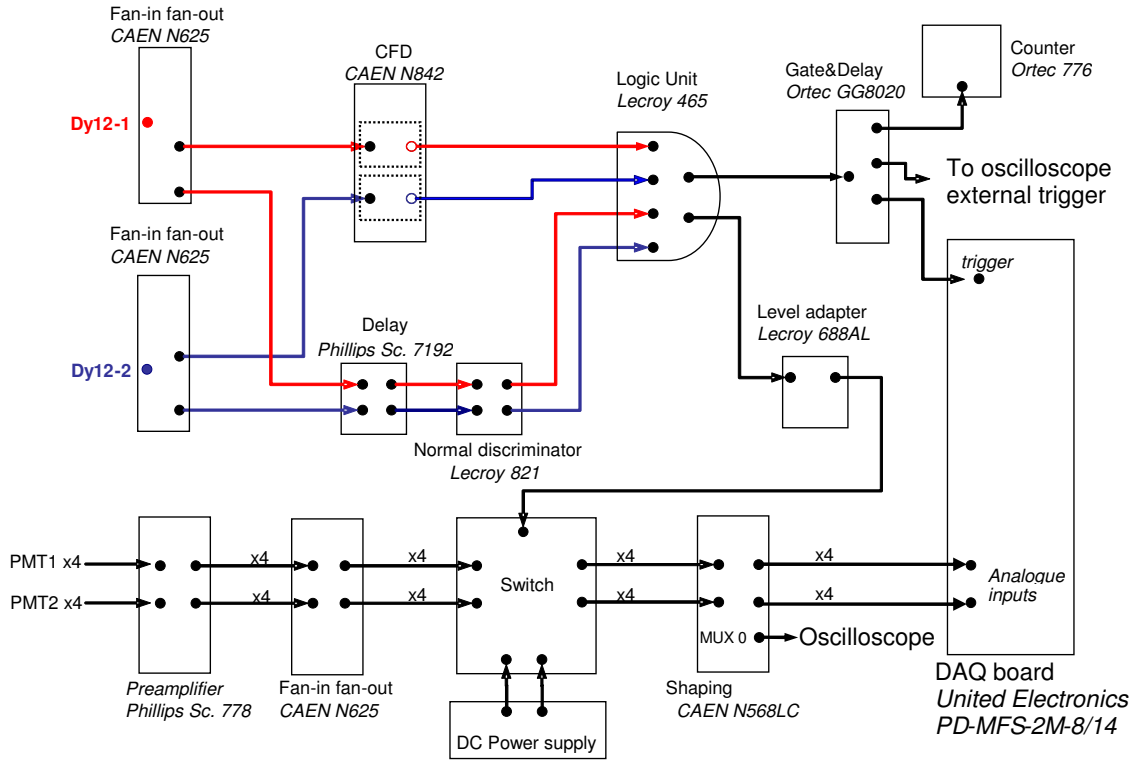 Fan-in fan-out
CAEN N625
Dy12-1
CFD
CAEN N842
Logic Unit
Lecroy 465
Gate&Delay
Ortec GG8020
Counter
Ortec 776
To oscilloscope
external trigger
Fan-in fan-out
CAEN N625
Dy12-2
Delay
Phillips Sc. 7192
Normal discriminator
Lecroy 821
Level adapter
Lecroy 688AL
trigger
PMT1 x4
PMT2 x4
x4
x4
x4
x4
Switch
x4
x4
x4
x4
MUX 0
Oscilloscope
Analogue
inputs
Preamplifier
Phillips Sc. 778
Fan-in fan-out
CAEN N625
DC Power supply
Shaping
CAEN N568LC
DAQ board
United Electronics
PD-MFS-2M-8/14